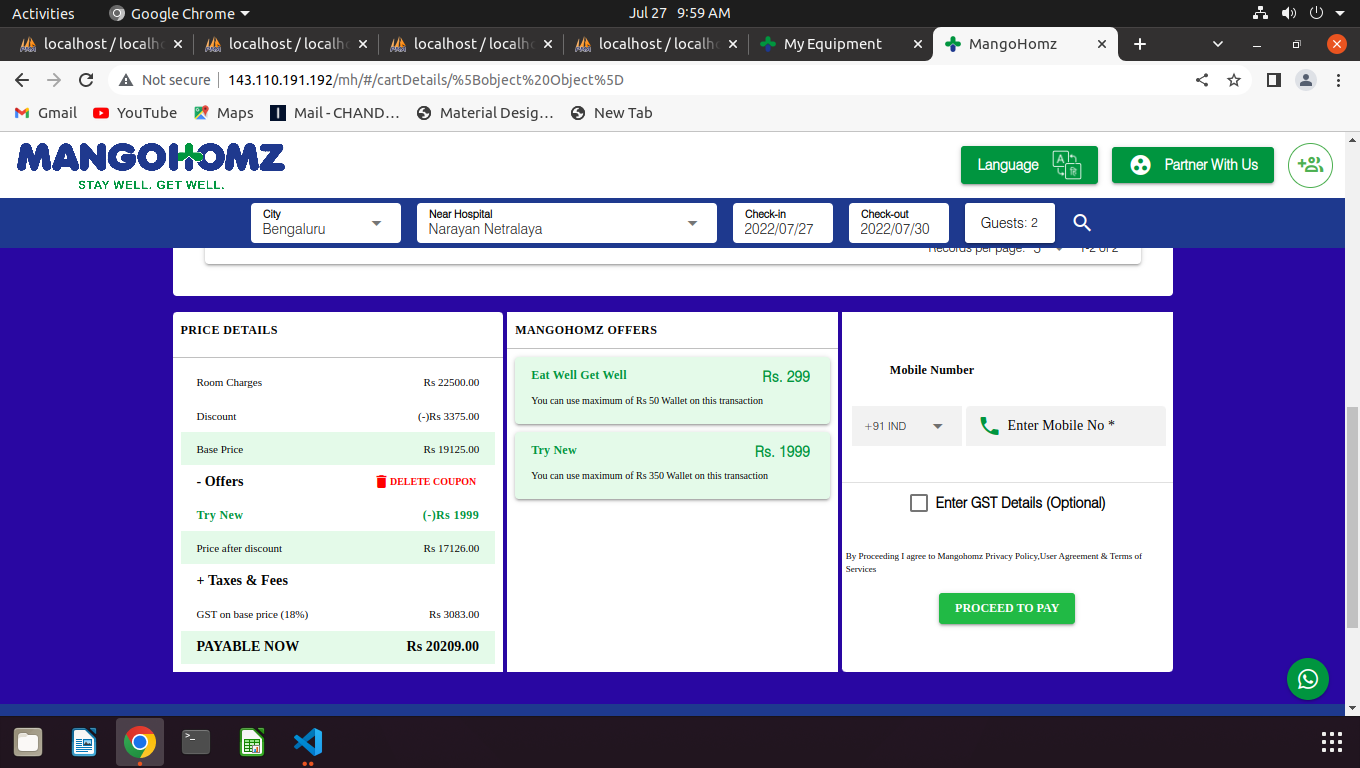 Activities
Google Chrome
Jul 27 9:59 AM
localhost / localh
localhost / localh
localhost / localh
localhost / localh
My Equipment
MangoHomz
Not secure
143.110.191.192/mh/#/cartDetails/%5Bobject%20Object%5D
Gmail
YouTube
Maps
Mail - CHAND...
Material Desig...
New Tab
MANGOHOMZ
STAY WELL. GET WELL.
Language
Partner With Us
City
Bengaluru
Near Hospital
Narayan Netralaya
Check-in
2022/07/27
Check-out
2022/07/30
Guests: 2
Records per page: 5 1-2 of 2
PRICE DETAILS
Room Charges Rs 22500.00
Discount (-)Rs 3375.00
Base Price Rs 19125.00
- Offers DELETE COUPON
Try New (-)Rs 1999
Price after discount Rs 17126.00
+ Taxes & Fees
GST on base price (18%) Rs 3083.00
PAYABLE NOW Rs 20209.00
MANGOHOMZ OFFERS
Eat Well Get Well Rs. 299
You can use maximum of Rs 50 Wallet on this transaction
Try New Rs. 1999
You can use maximum of Rs 350 Wallet on this transaction
Mobile Number
+91 IND
Enter Mobile No *
Enter GST Details (Optional)
By Proceeding I agree to Mangohomz Privacy Policy,User Agreement & Terms of
Services
PROCEED TO PAY